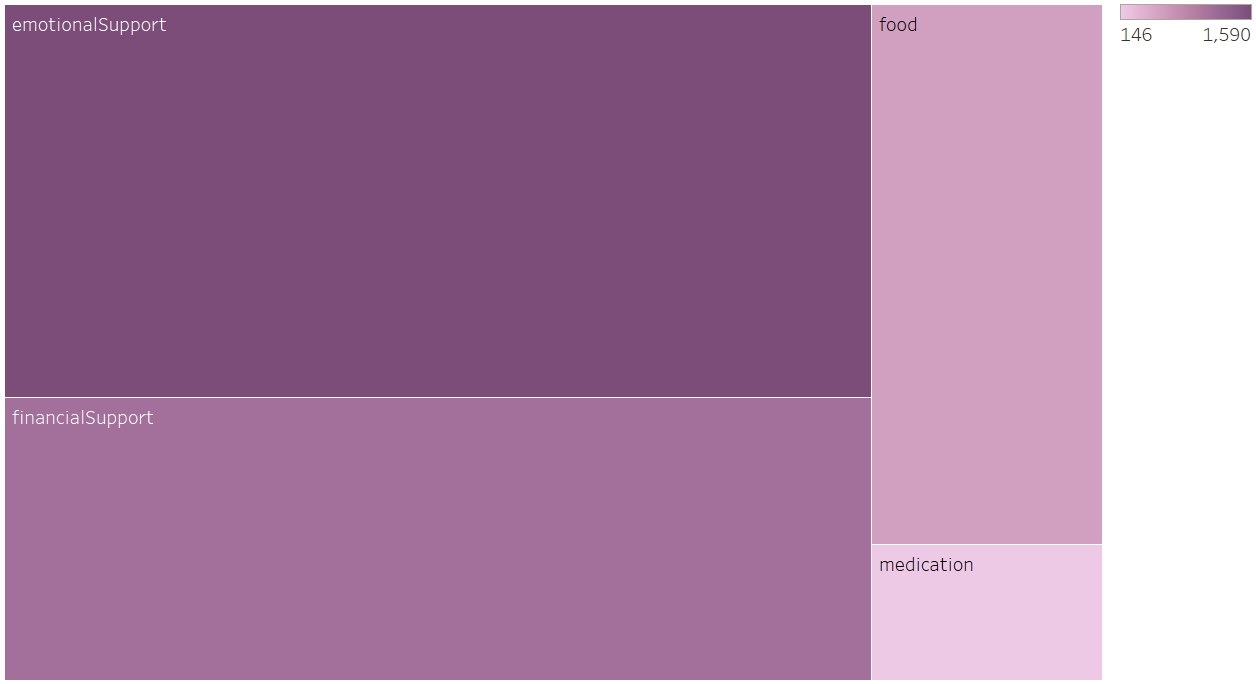 emotionalSupport
food
146 1,590
financialSupport
medication